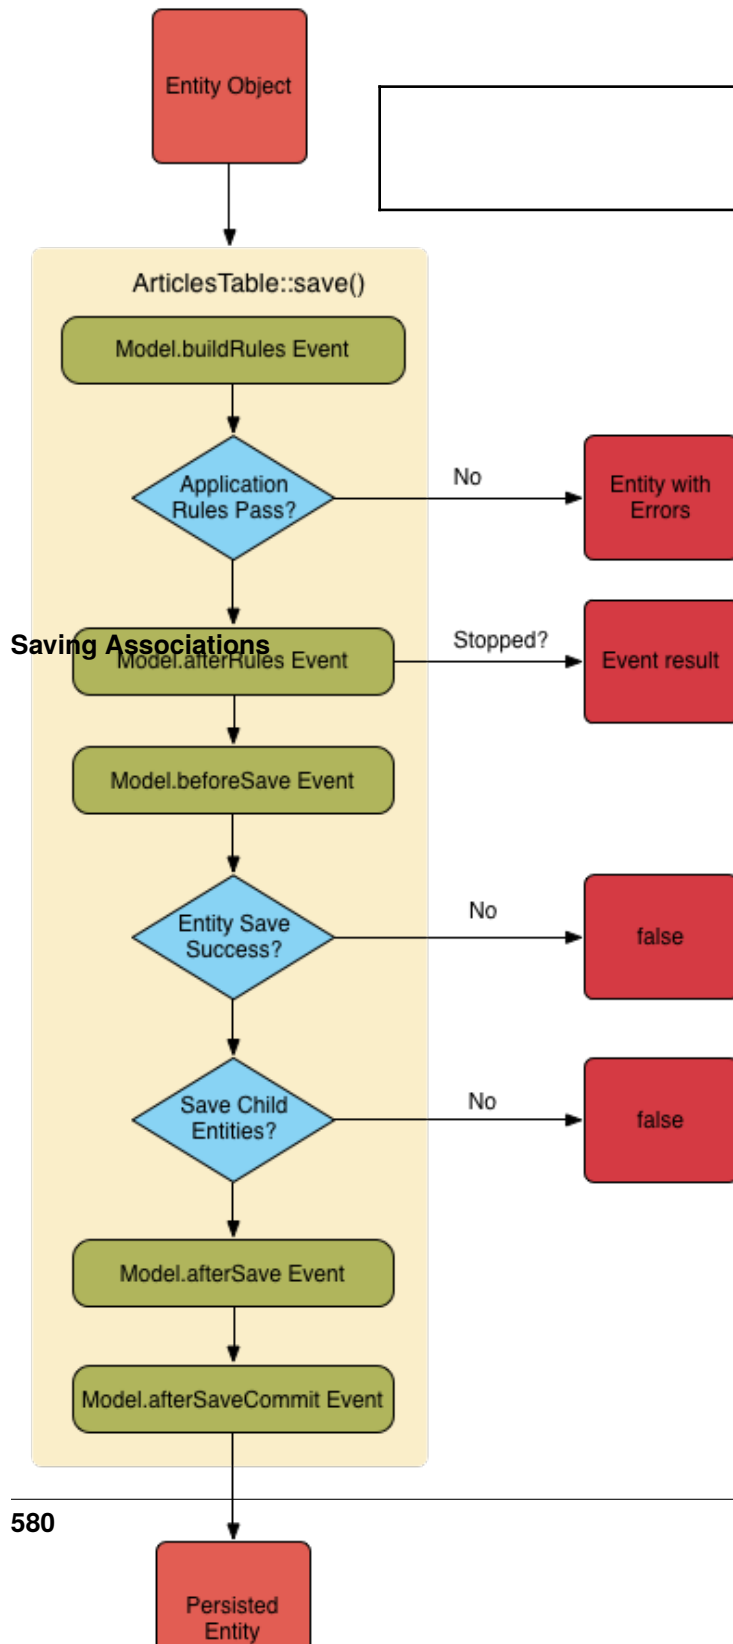 Entity Object
ArticlesTable::save()
Model.buildRules Event
Application
Rules Pass?
No
Entity with
Errors
Saving Associations
Model.afterRules Event
Stopped?
Event result
Model.beforeSave Event
Entity Save
Success?
No
false
Save Child
Entities?
No
false
Model.afterSave Event
Model.afterSaveCommit Event
580
Persisted
Entity